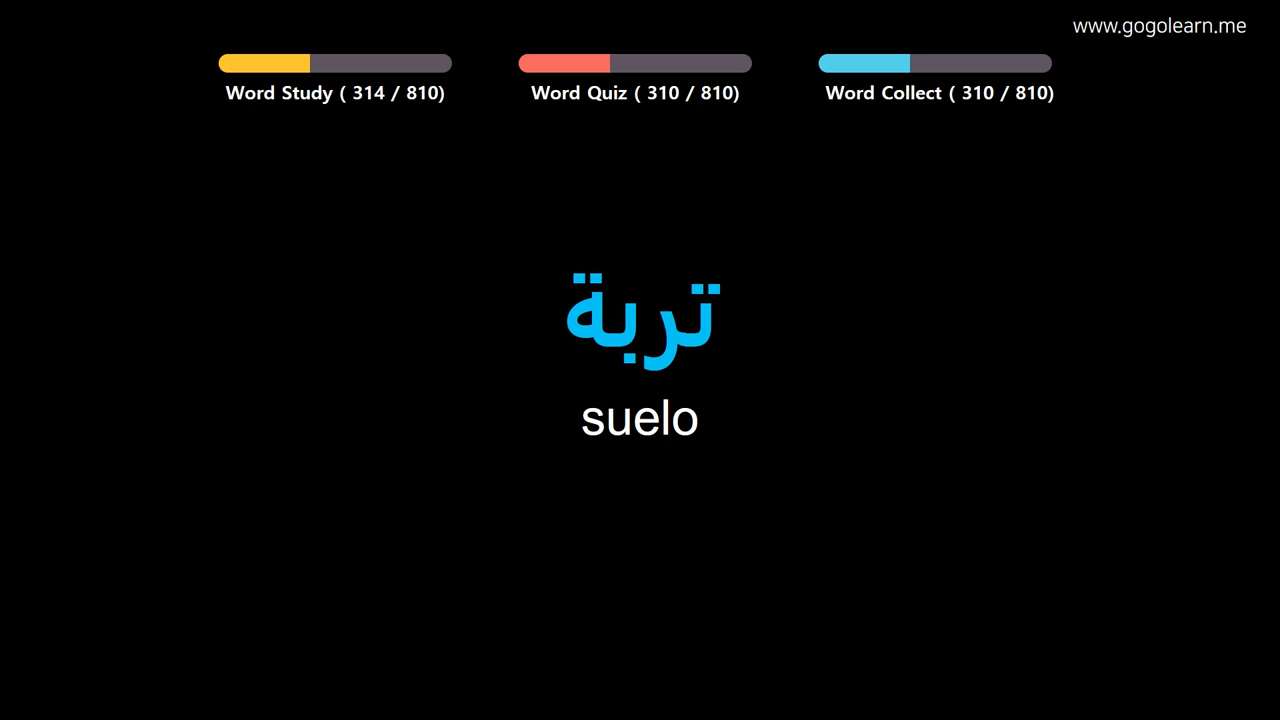 www.gogolearn.me
Word Study ( 314 / 810)
Word Quiz ( 310 / 810)
Word Collect ( 310 / 810)
تربة
suelo